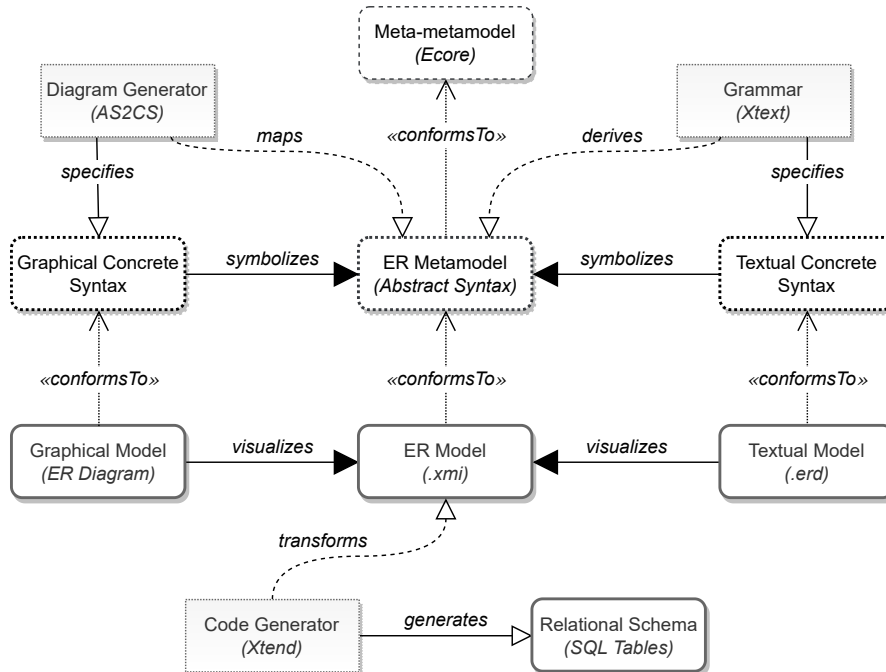 Meta-metamodel
(Ecore)
Diagram Generator
(AS2CS)
Grammar
(Xtext)
maps
«conformsTo»
derives
specifies
specifies
Graphical Concrete
Syntax
symbolizes
ER Metamodel
(Abstract Syntax)
symbolizes
Textual Concrete
Syntax
«conformsTo»
«conformsTo»
«conformsTo»
Graphical Model
(ER Diagram)
visualizes
ER Model
(.xmi)
visualizes
Textual Model
(.erd)
transforms
Code Generator
(Xtend)
generates
Relational Schema
(SQL Tables)